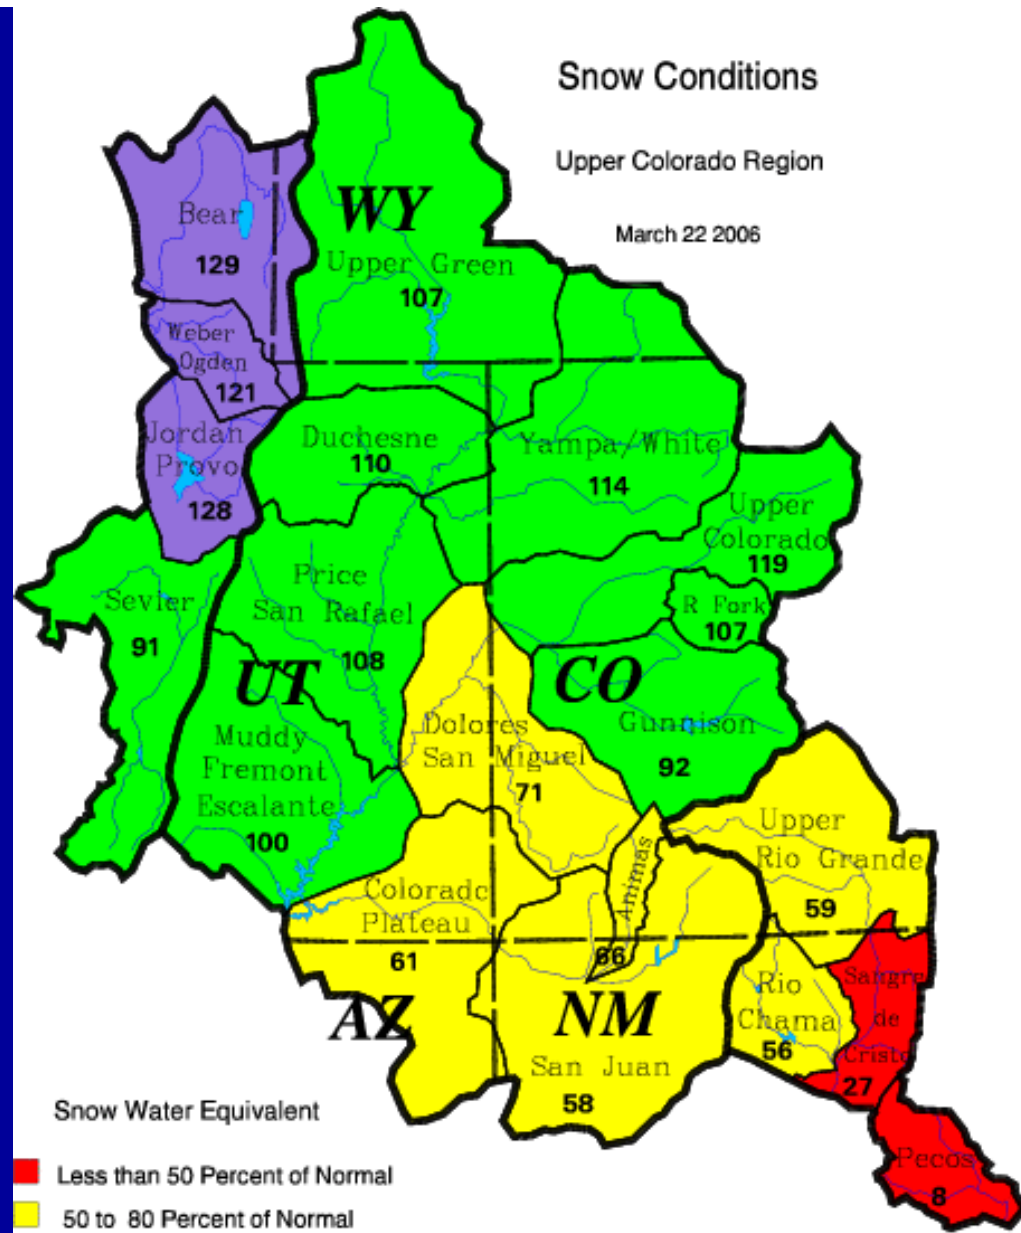 Snow Conditions
Upper Colorado Region
March 22 2006
WY
Bear
129
Upper Green
107
Weber
Ogden
121
Jordan
Provo
128
Duchesne
110
Yampa/White
114
Upper
Colorado
119
R Fork
107
Price
San Rafael
108
Sevier
91
UT
CO
Muddy
Fremont
Escalante
100
Dolores
San Miguel
71
Gunnison
92
Upper
Rio Grande
59
Animas
66
Colorado
Plateau
61
AZ
NM
San Juan
58
Rio
Chama
56
Sangre
de
Cristo
27
Pecos
8
Snow Water Equivalent
Less than 50 Percent of Normal
50 to 80 Percent of Normal